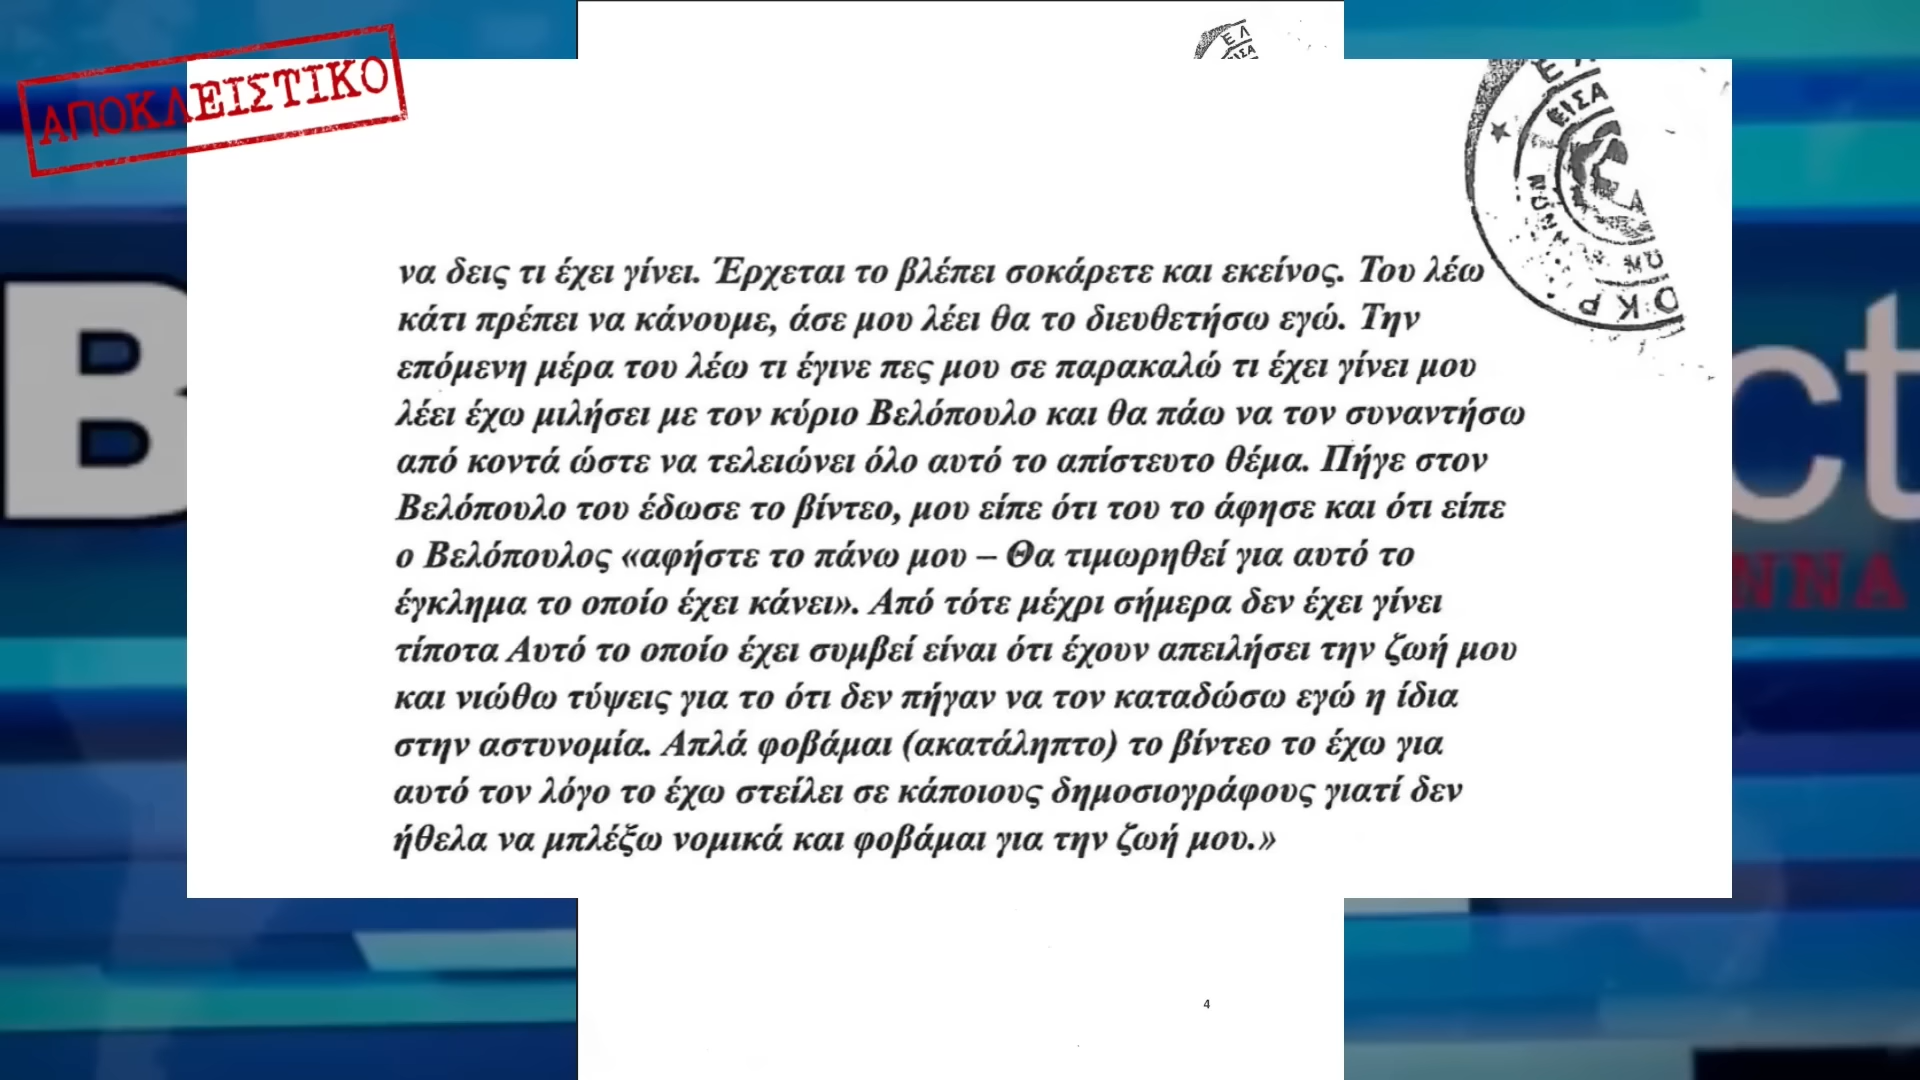 ΑΠΟΚΛΕΙΣΤΙΚΟ
ΕΛ
ΕΙΣΑ
B
ct
ΝΝΑ
να δεις τι έχει γίνει. Έρχεται το βλέπει σοκάρετε και εκείνος. Του λέω
κάτι πρέπει να κάνουμε, άσε μου λέει θα το διευθετήσω εγώ. Την
επόμενη μέρα του λέω τι έγινε πες μου σε παρακαλώ τι έχει γίνει μου
λέει έχω μιλήσει με τον κύριο Βελόπουλο και θα πάω να τον συναντήσω
από κοντά ώστε να τελειώνει όλο αυτό το απίστευτο θέμα. Πήγε στον
Βελόπουλο του έδωσε το βίντεο, μου είπε ότι του το άφησε και ότι είπε
ο Βελόπουλος «αφήστε το πάνω μου – Θα τιμωρηθεί για αυτό το
έγκλημα το οποίο έχει κάνει». Από τότε μέχρι σήμερα δεν έχει γίνει
τίποτα Αυτό το οποίο έχει συμβεί είναι ότι έχουν απειλήσει την ζωή μου
και νιώθω τύψεις για το ότι δεν πήγαν να τον καταδώσω εγώ η ίδια
στην αστυνομία. Απλά φοβάμαι (ακατάληπτο) το βίντεο το έχω για
αυτό τον λόγο το έχω στείλει σε κάποιους δημοσιογράφους γιατί δεν
ήθελα να μπλέξω νομικά και φοβάμαι για την ζωή μου.»
4